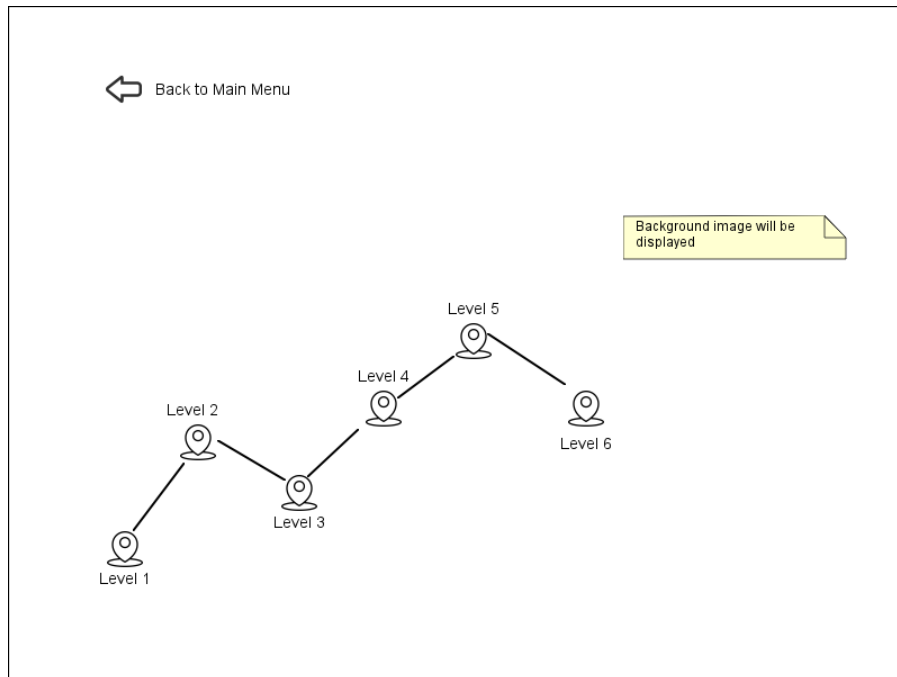 Back to Main Menu
Background image will be
displayed
Level 5
Level 4
Level 2
Level 6
Level 3
Level 1